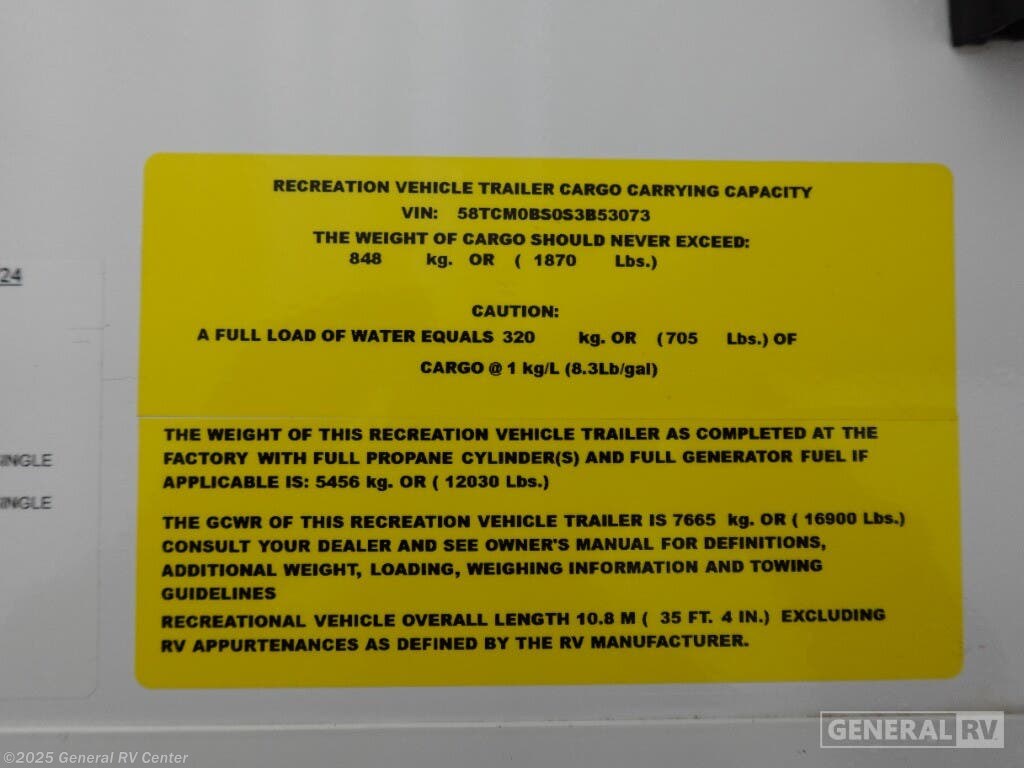 RECREATION VEHICLE TRAILER CARGO CARRYING CAPACITY
VIN: 58TCM0BS0S3B53073
THE WEIGHT OF CARGO SHOULD NEVER EXCEED:
848 kg. OR ( 1870 Lbs.)
CAUTION:
A FULL LOAD OF WATER EQUALS 320 kg. OR (705 Lbs.) OF
CARGO @ 1 kg/L (8.3Lb/gal)
24
INGLE
INGLE
THE WEIGHT OF THIS RECREATION VEHICLE TRAILER AS COMPLETED AT THE
FACTORY WITH FULL PROPANE CYLINDER(S) AND FULL GENERATOR FUEL IF
APPLICABLE IS: 5456 kg. OR ( 12030 Lbs.)
THE GCWR OF THIS RECREATION VEHICLE TRAILER IS 7665 kg. OR ( 16900 Lbs.)
CONSULT YOUR DEALER AND SEE OWNER'S MANUAL FOR DEFINITIONS,
ADDITIONAL WEIGHT, LOADING, WEIGHING INFORMATION AND TOWING
GUIDELINES
RECREATIONAL VEHICLE OVERALL LENGTH 10.8 M ( 35 FT. 4 IN.) EXCLUDING
RV APPURTENANCES AS DEFINED BY THE RV MANUFACTURER.
GENERAL RV
©2025 General RV Center